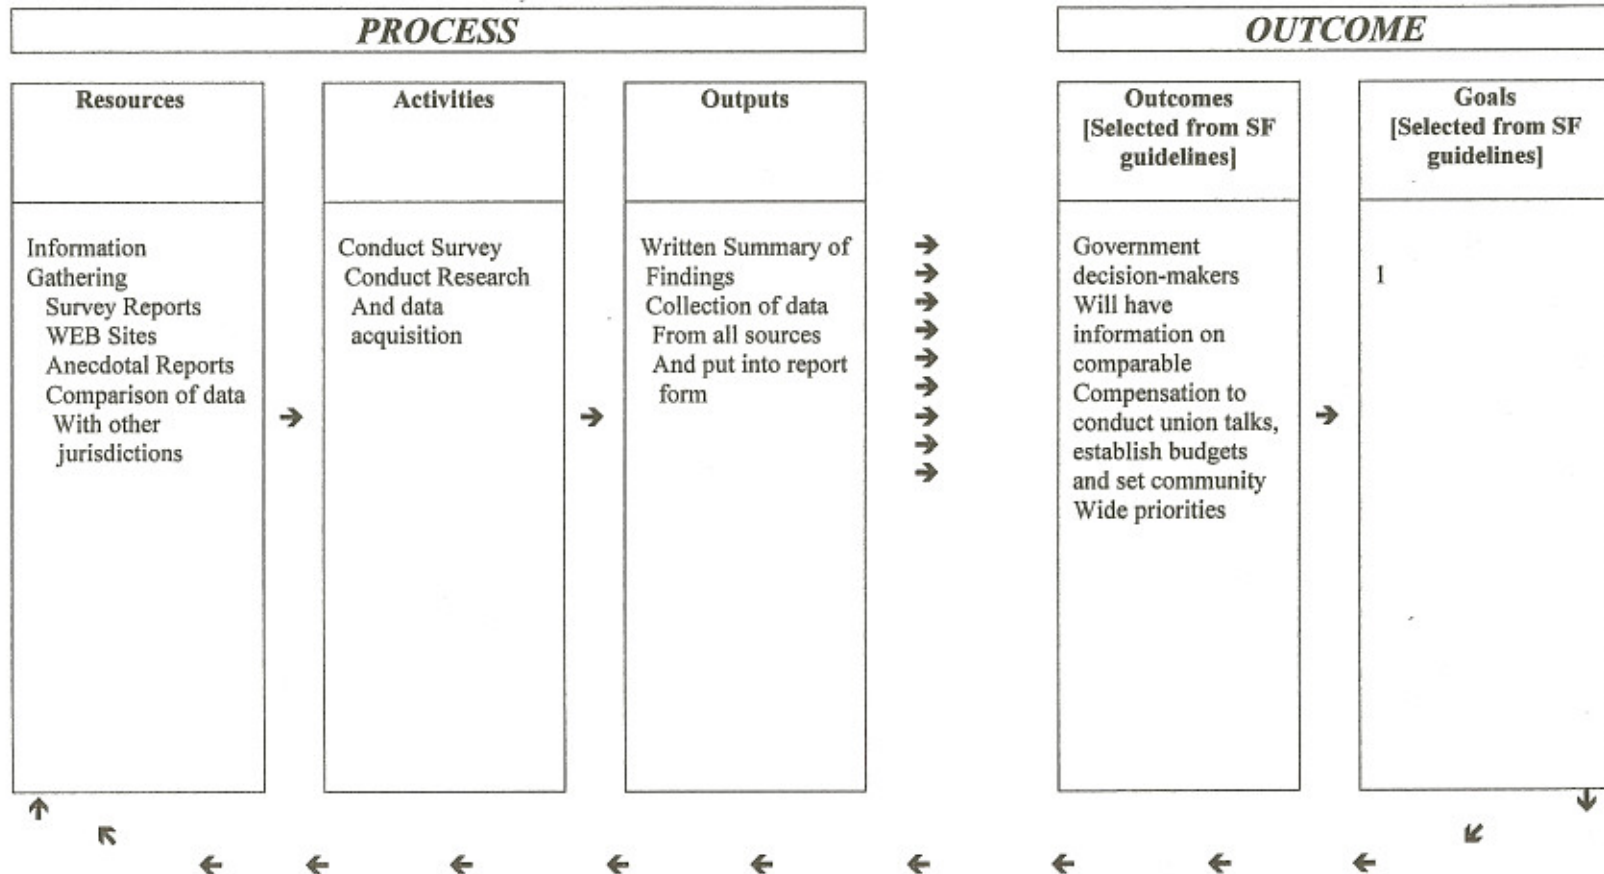 PROCESS
OUTCOME
Resources
Information
Gathering
Survey Reports
WEB Sites
Anecdotal Reports
Comparison of data
With other
jurisdictions
Activities
Conduct Survey
Conduct Research
And data
acquisition
Outputs
Written Summary of
Findings
Collection of data
From all sources
And put into report
form
Outcomes
[Selected from SF
guidelines]
Government
decision-makers
Will have
information on
comparable
Compensation to
conduct union talks,
establish budgets
and set community
Wide priorities
Goals
[Selected from SF
guidelines]
1